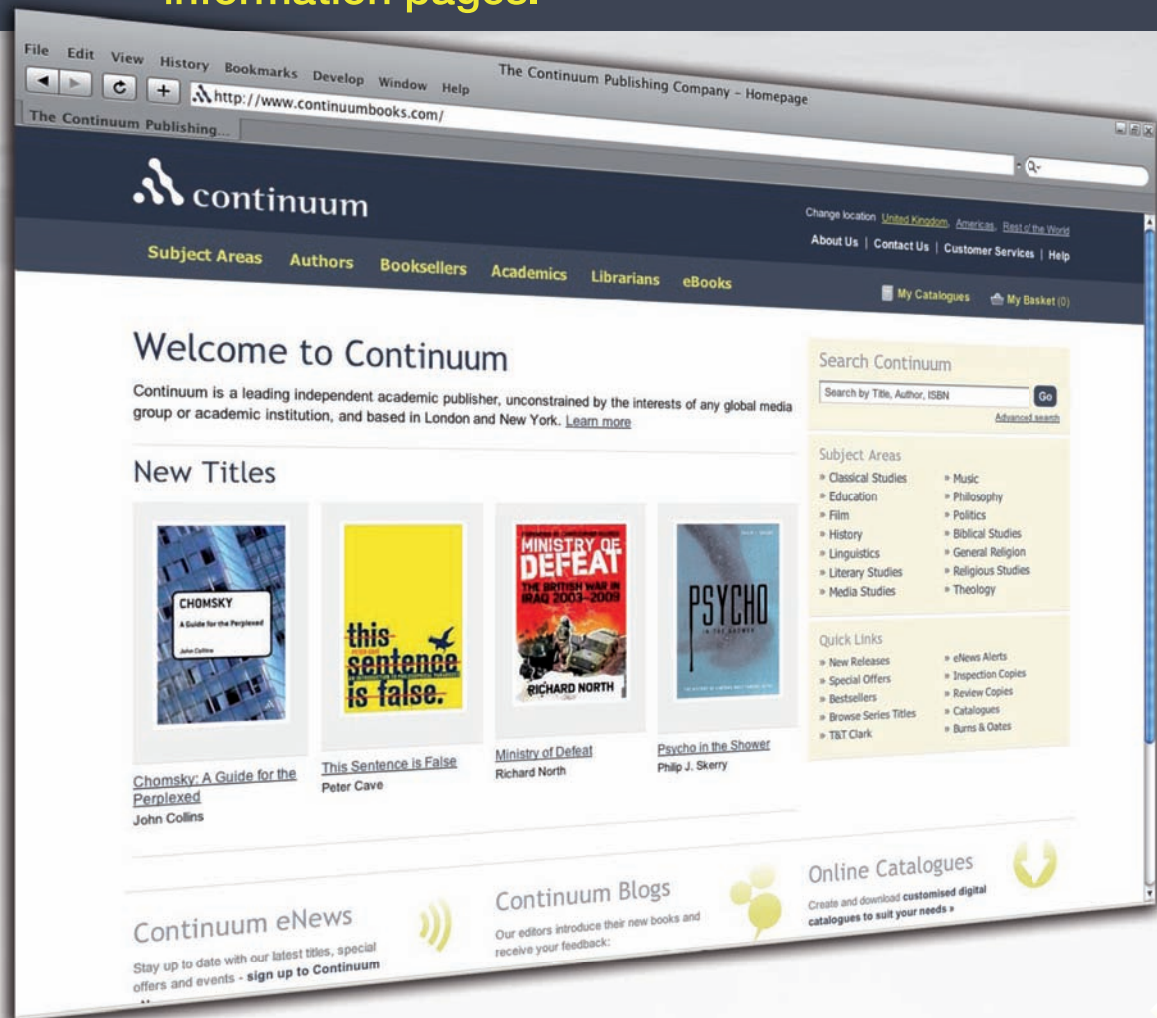 information pages.
File Edit View History Bookmarks Develop Window Help
The Continuum Publishing Company – Homepage
http://www.continuumbooks.com/
The Continuum Publishing...
continuum
Change location United Kingdom, Americas, Rest o' the World
About Us | Contact Us | Customer Services | Help
Subject Areas Authors Booksellers Academics Librarians eBooks
My Catalogues My Basket (0)
Welcome to Continuum
Continuum is a leading independent academic publisher, unconstrained by the interests of any global media
group or academic institution, and based in London and New York. Learn more
New Titles
CHOMSKY
A Guide for the Perplexed
John Collins
this
sentence
is false.
MINISTRY OF
DEFEAT
THE BRITISH WAR IN
IRAQ 2003–2009
RICHARD NORTH
PSYCHO
IN THE SHOWER
Chomsky: A Guide for the
Perplexed
John Collins
This Sentence is False
Peter Cave
Ministry of Defeat
Richard North
Psycho in the Shower
Philip J. Skerry
Search Continuum
Search by Title, Author, ISBN
Go
Advanced search
Subject Areas
» Classical Studies
» Education
» Film
» History
» Linguistics
» Literary Studies
» Media Studies
» Music
» Philosophy
» Politics
» Biblical Studies
» General Religion
» Religious Studies
» Theology
Quick Links
» New Releases
» Special Offers
» Bestsellers
» Browse Series Titles
» T&T Clark
» eNews Alerts
» Inspection Copies
» Review Copies
» Catalogues
» Burns & Oates
Continuum eNews
Stay up to date with our latest titles, special
offers and events - sign up to Continuum
Continuum Blogs
Our editors introduce their new books and
receive your feedback:
Online Catalogues
Create and download customised digital
catalogues to suit your needs »